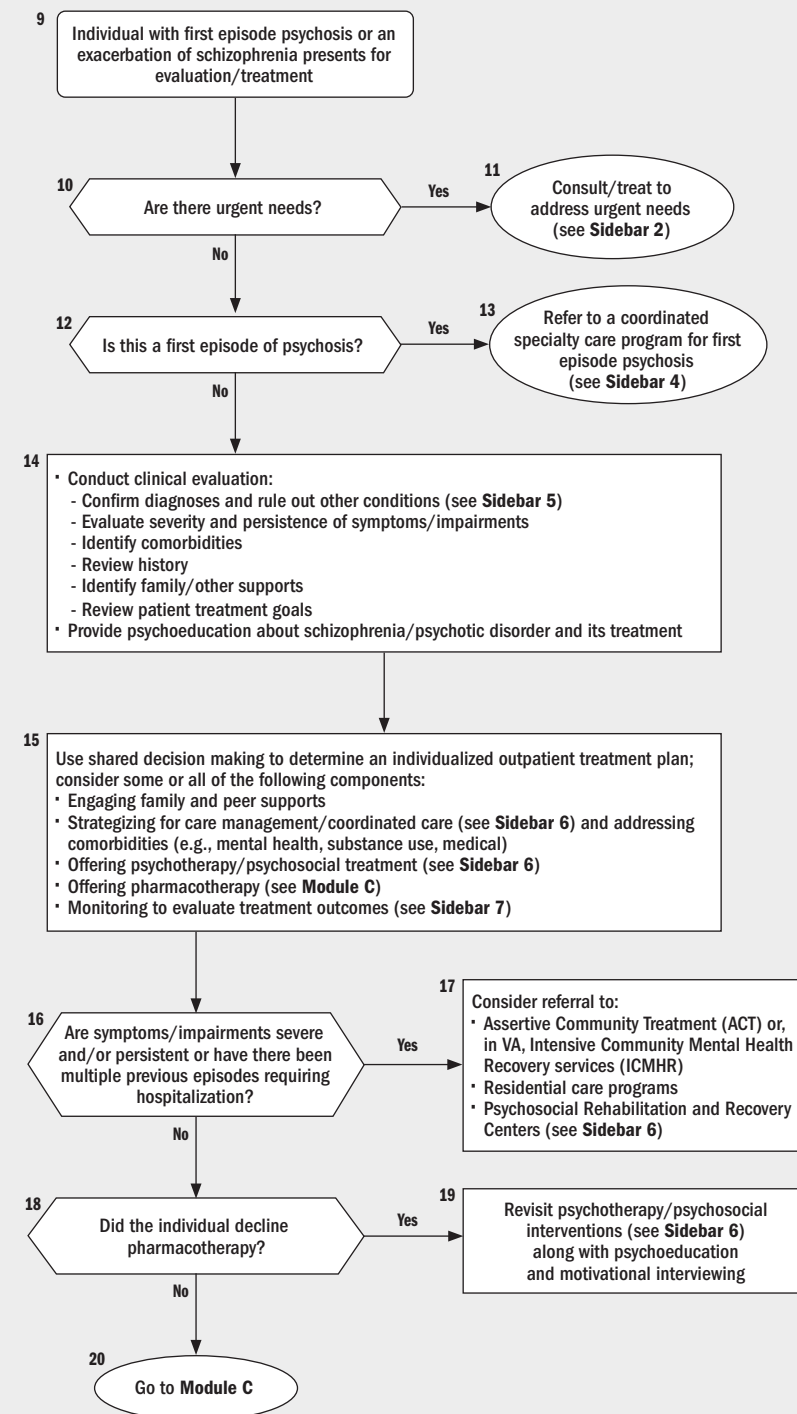 9
Individual with first episode psychosis or an
exacerbation of schizophrenia presents for
evaluation/treatment
10
Are there urgent needs?
Yes
11
Consult/treat to
address urgent needs
(see Sidebar 2)
No
12
Is this a first episode of psychosis?
Yes
13
Refer to a coordinated
specialty care program for first
episode psychosis
(see Sidebar 4)
No
14
· Conduct clinical evaluation:
- Confirm diagnoses and rule out other conditions (see Sidebar 5)
- Evaluate severity and persistence of symptoms/impairments
- Identify comorbidities
- Review history
- Identify family/other supports
- Review patient treatment goals
· Provide psychoeducation about schizophrenia/psychotic disorder and its treatment
15
Use shared decision making to determine an individualized outpatient treatment plan;
consider some or all of the following components:
· Engaging family and peer supports
· Strategizing for care management/coordinated care (see Sidebar 6) and addressing
comorbidities (e.g., mental health, substance use, medical)
· Offering psychotherapy/psychosocial treatment (see Sidebar 6)
· Offering pharmacotherapy (see Module C)
· Monitoring to evaluate treatment outcomes (see Sidebar 7)
16
Are symptoms/impairments severe
and/or persistent or have there been
multiple previous episodes requiring
hospitalization?
Yes
17
Consider referral to:
· Assertive Community Treatment (ACT) or,
in VA, Intensive Community Mental Health
Recovery services (ICMHR)
· Residential care programs
· Psychosocial Rehabilitation and Recovery
Centers (see Sidebar 6)
No
18
Did the individual decline
pharmacotherapy?
Yes
19
Revisit psychotherapy/psychosocial
interventions (see Sidebar 6)
along with psychoeducation
and motivational interviewing
No
20
Go to Module C